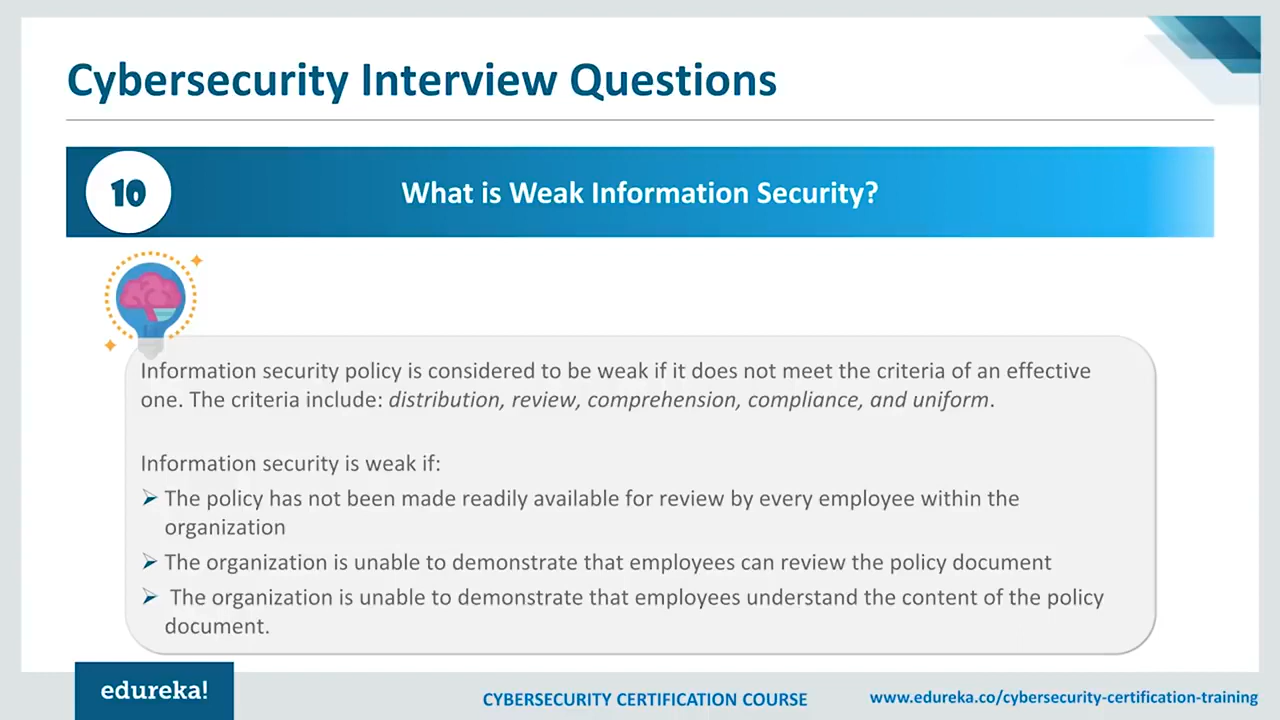 Cybersecurity Interview Questions
10
What is Weak Information Security?
Information security policy is considered to be weak if it does not meet the criteria of an effective
one. The criteria include: distribution, review, comprehension, compliance, and uniform.
Information security is weak if:
The policy has not been made readily available for review by every employee within the
organization
The organization is unable to demonstrate that employees can review the policy document
The organization is unable to demonstrate that employees understand the content of the policy
document.
edureka!
CYBERSECURITY CERTIFICATION COURSE
www.edureka.co/cybersecurity-certification-training